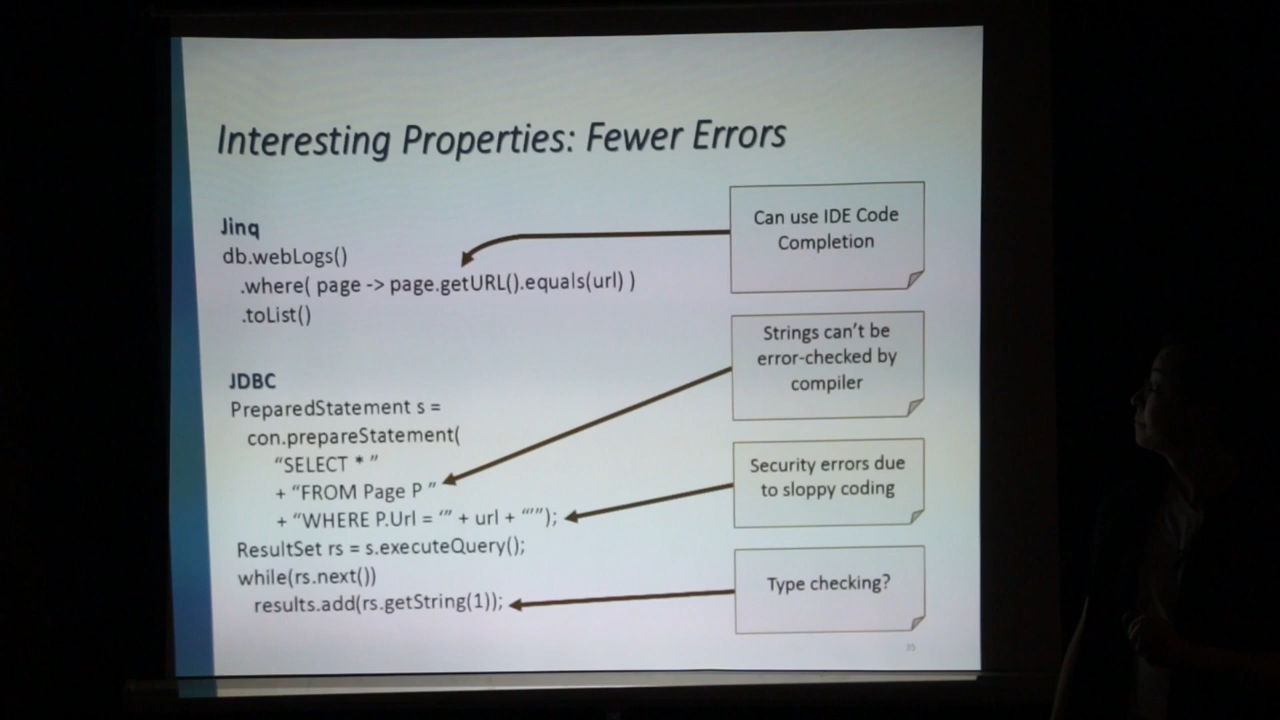 Interesting Properties: Fewer Errors
Jinq
db.webLogs()
.where( page -> page.getURL().equals(url) )
.toList()
JDBC
PreparedStatement s =
con.prepareStatement(
“SELECT * ”
+ “FROM Page P ”
+ “WHERE P.Url = ‘” + url + “’”);
ResultSet rs = s.executeQuery();
while(rs.next())
results.add(rs.getString(1));
Can use IDE Code
Completion
Strings can’t be
error-checked by
compiler
Security errors due
to sloppy coding
Type checking?